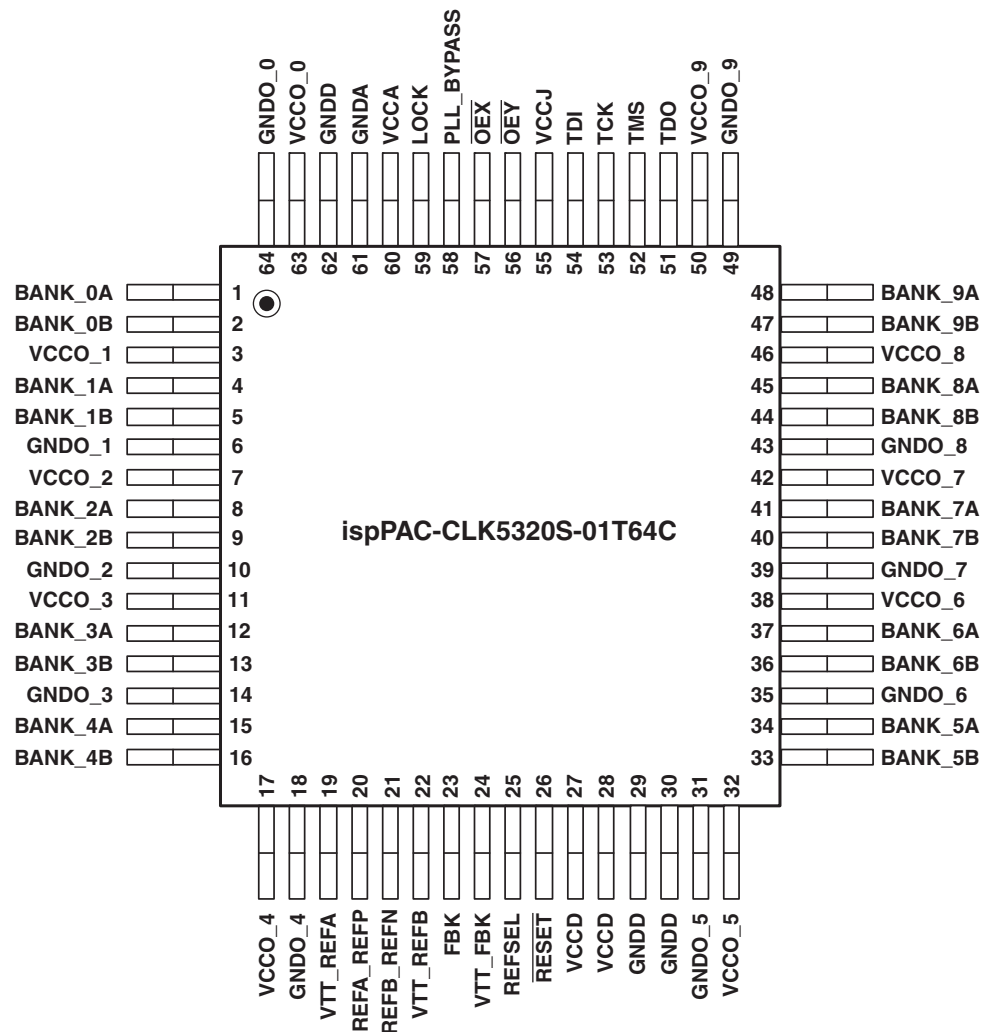 GNDO_0
VCCO_0
GNDD
GNDA
VCCA
LOCK
PLL_BYPASS
OEX
OEY
VCCJ
TDI
TCK
TMS
TDO
VCCO_9
GNDO_9
64
63
62
61
60
59
58
57
56
55
54
53
52
51
50
49
BANK_0A 1
BANK_0B 2
VCCO_1 3
BANK_1A 4
BANK_1B 5
GNDO_1 6
VCCO_2 7
BANK_2A 8
BANK_2B 9
GNDO_2 10
VCCO_3 11
BANK_3A 12
BANK_3B 13
GNDO_3 14
BANK_4A 15
BANK_4B 16
ispPAC-CLK5320S-01T64C
48 BANK_9A
47 BANK_9B
46 VCCO_8
45 BANK_8A
44 BANK_8B
43 GNDO_8
42 VCCO_7
41 BANK_7A
40 BANK_7B
39 GNDO_7
38 VCCO_6
37 BANK_6A
36 BANK_6B
35 GNDO_6
34 BANK_5A
33 BANK_5B
17
18
19
20
21
22
23
24
25
26
27
28
29
30
31
32
VCCO_4
GNDO_4
VTT_REFA
REFA_REFP
REFB_REFN
VTT_REFB
FBK
VTT_FBK
REFSEL
RESET
VCCD
VCCD
GNDD
GNDD
GNDO_5
VCCO_5